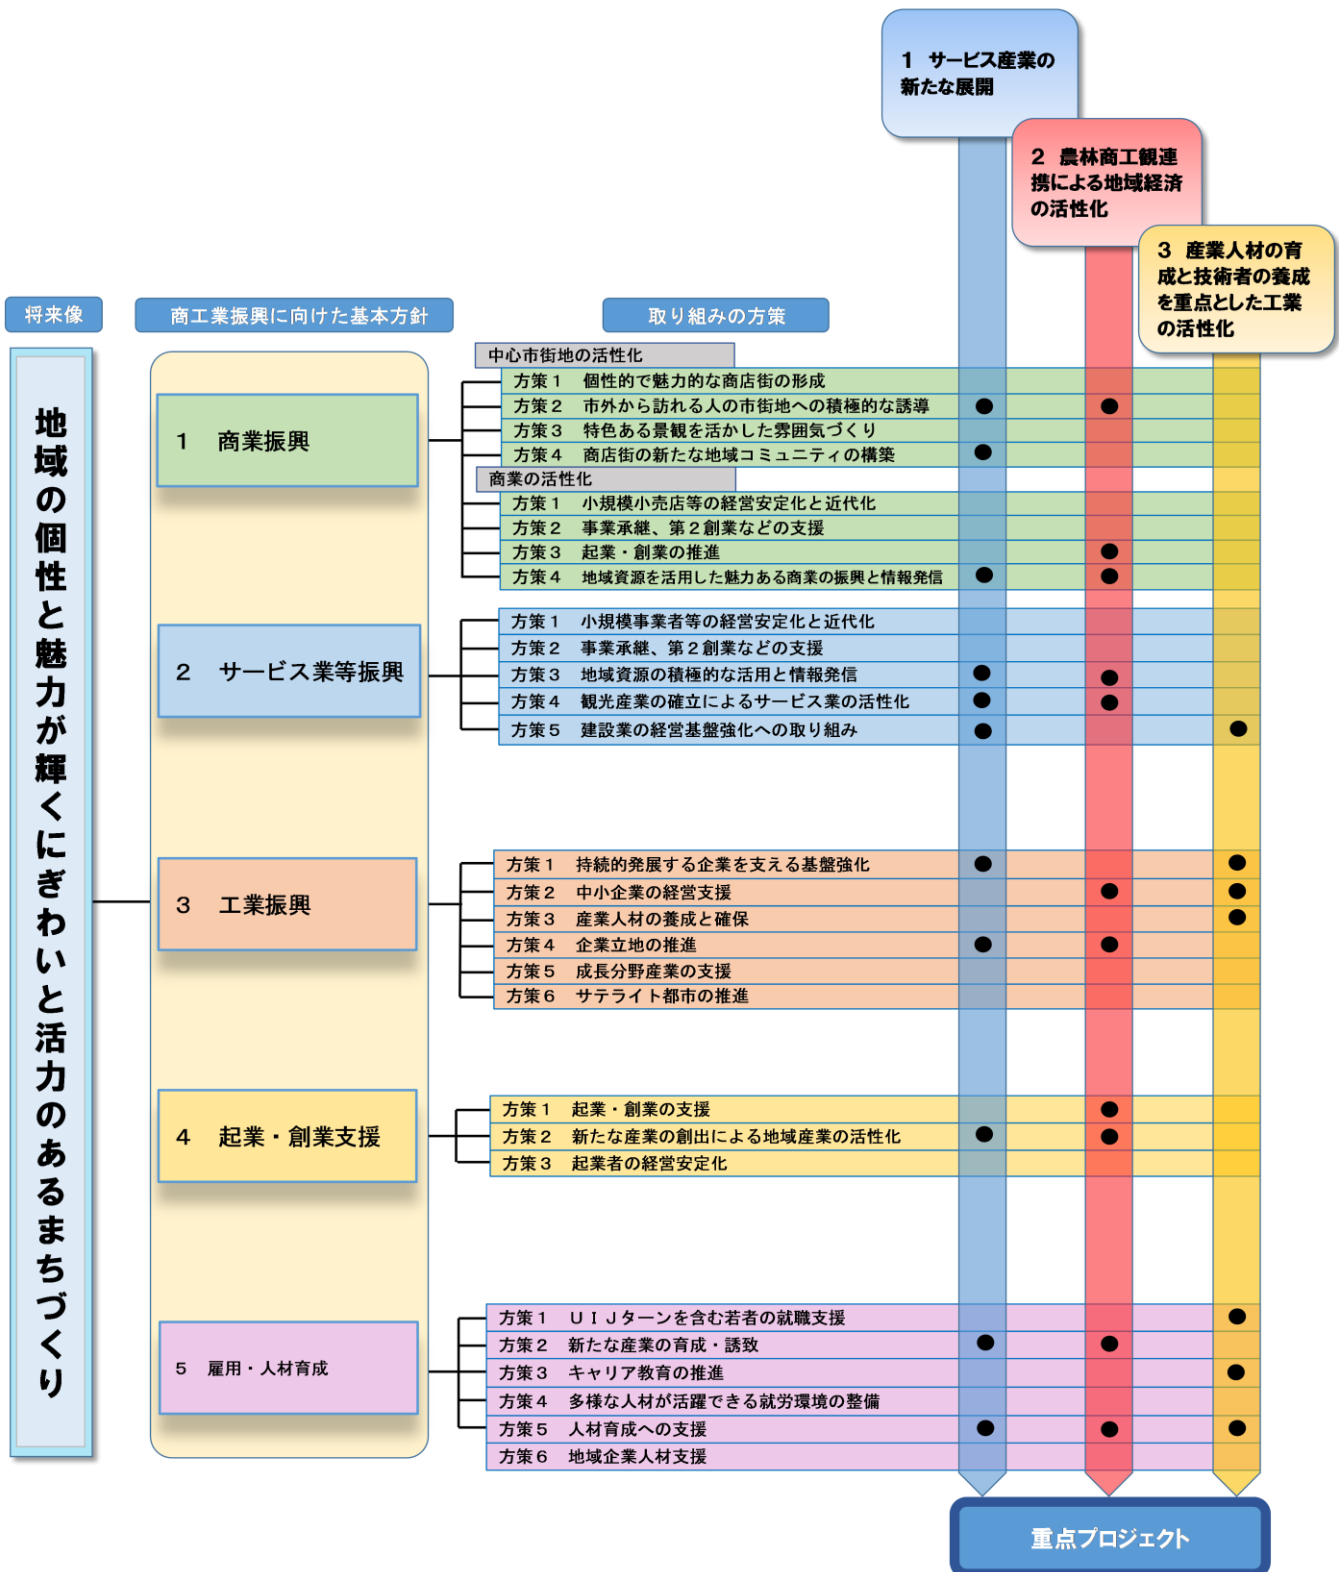 1 サービス産業の
新たな展開
2 農林商工観連
携による地域経済
の活性化
3 産業人材の育
成と技術者の養成
を重点とした工業
の活性化
将来像
商工業振興に向けた基本方針
取り組みの方策
地域の個性と魅力が輝くにぎわいと活力のあるまちづくり
1 商業振興
中心市街地の活性化
方策1 個性的で魅力的な商店街の形成
方策2 市外から訪れる人の市街地への積極的な誘導
方策3 特色ある景観を活かした雰囲気づくり
方策4 商店街の新たな地域コミュニティの構築
商業の活性化
方策1 小規模小売店等の経営安定化と近代化
方策2 事業承継、第2創業などの支援
方策3 起業・創業の推進
方策4 地域資源を活用した魅力ある商業の振興と情報発信
2 サービス業等振興
方策1 小規模事業者等の経営安定化と近代化
方策2 事業承継、第2創業などの支援
方策3 地域資源の積極的な活用と情報発信
方策4 観光産業の確立によるサービス業の活性化
方策5 建設業の経営基盤強化への取り組み
3 工業振興
方策1 持続的発展する企業を支える基盤強化
方策2 中小企業の経営支援
方策3 産業人材の養成と確保
方策4 企業立地の推進
方策5 成長分野産業の支援
方策6 サテライト都市の推進
4 起業・創業支援
方策1 起業・創業の支援
方策2 新たな産業の創出による地域産業の活性化
方策3 起業者の経営安定化
5 雇用・人材育成
方策1 UIJターンを含む若者の就職支援
方策2 新たな産業の育成・誘致
方策3 キャリア教育の推進
方策4 多様な人材が活躍できる就労環境の整備
方策5 人材育成への支援
方策6 地域企業人材支援
重点プロジェクト